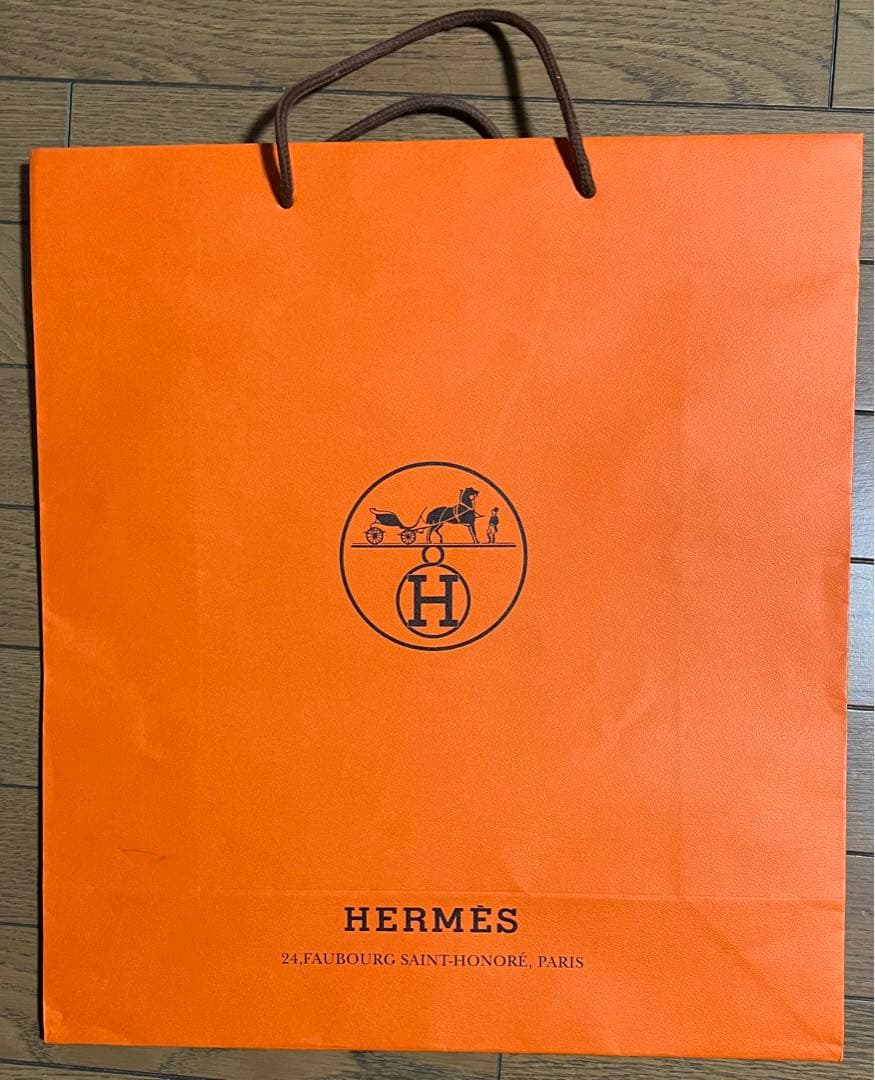 H
HERMÈS
24,FAUBOURG SAINT-HONORÉ, PARIS